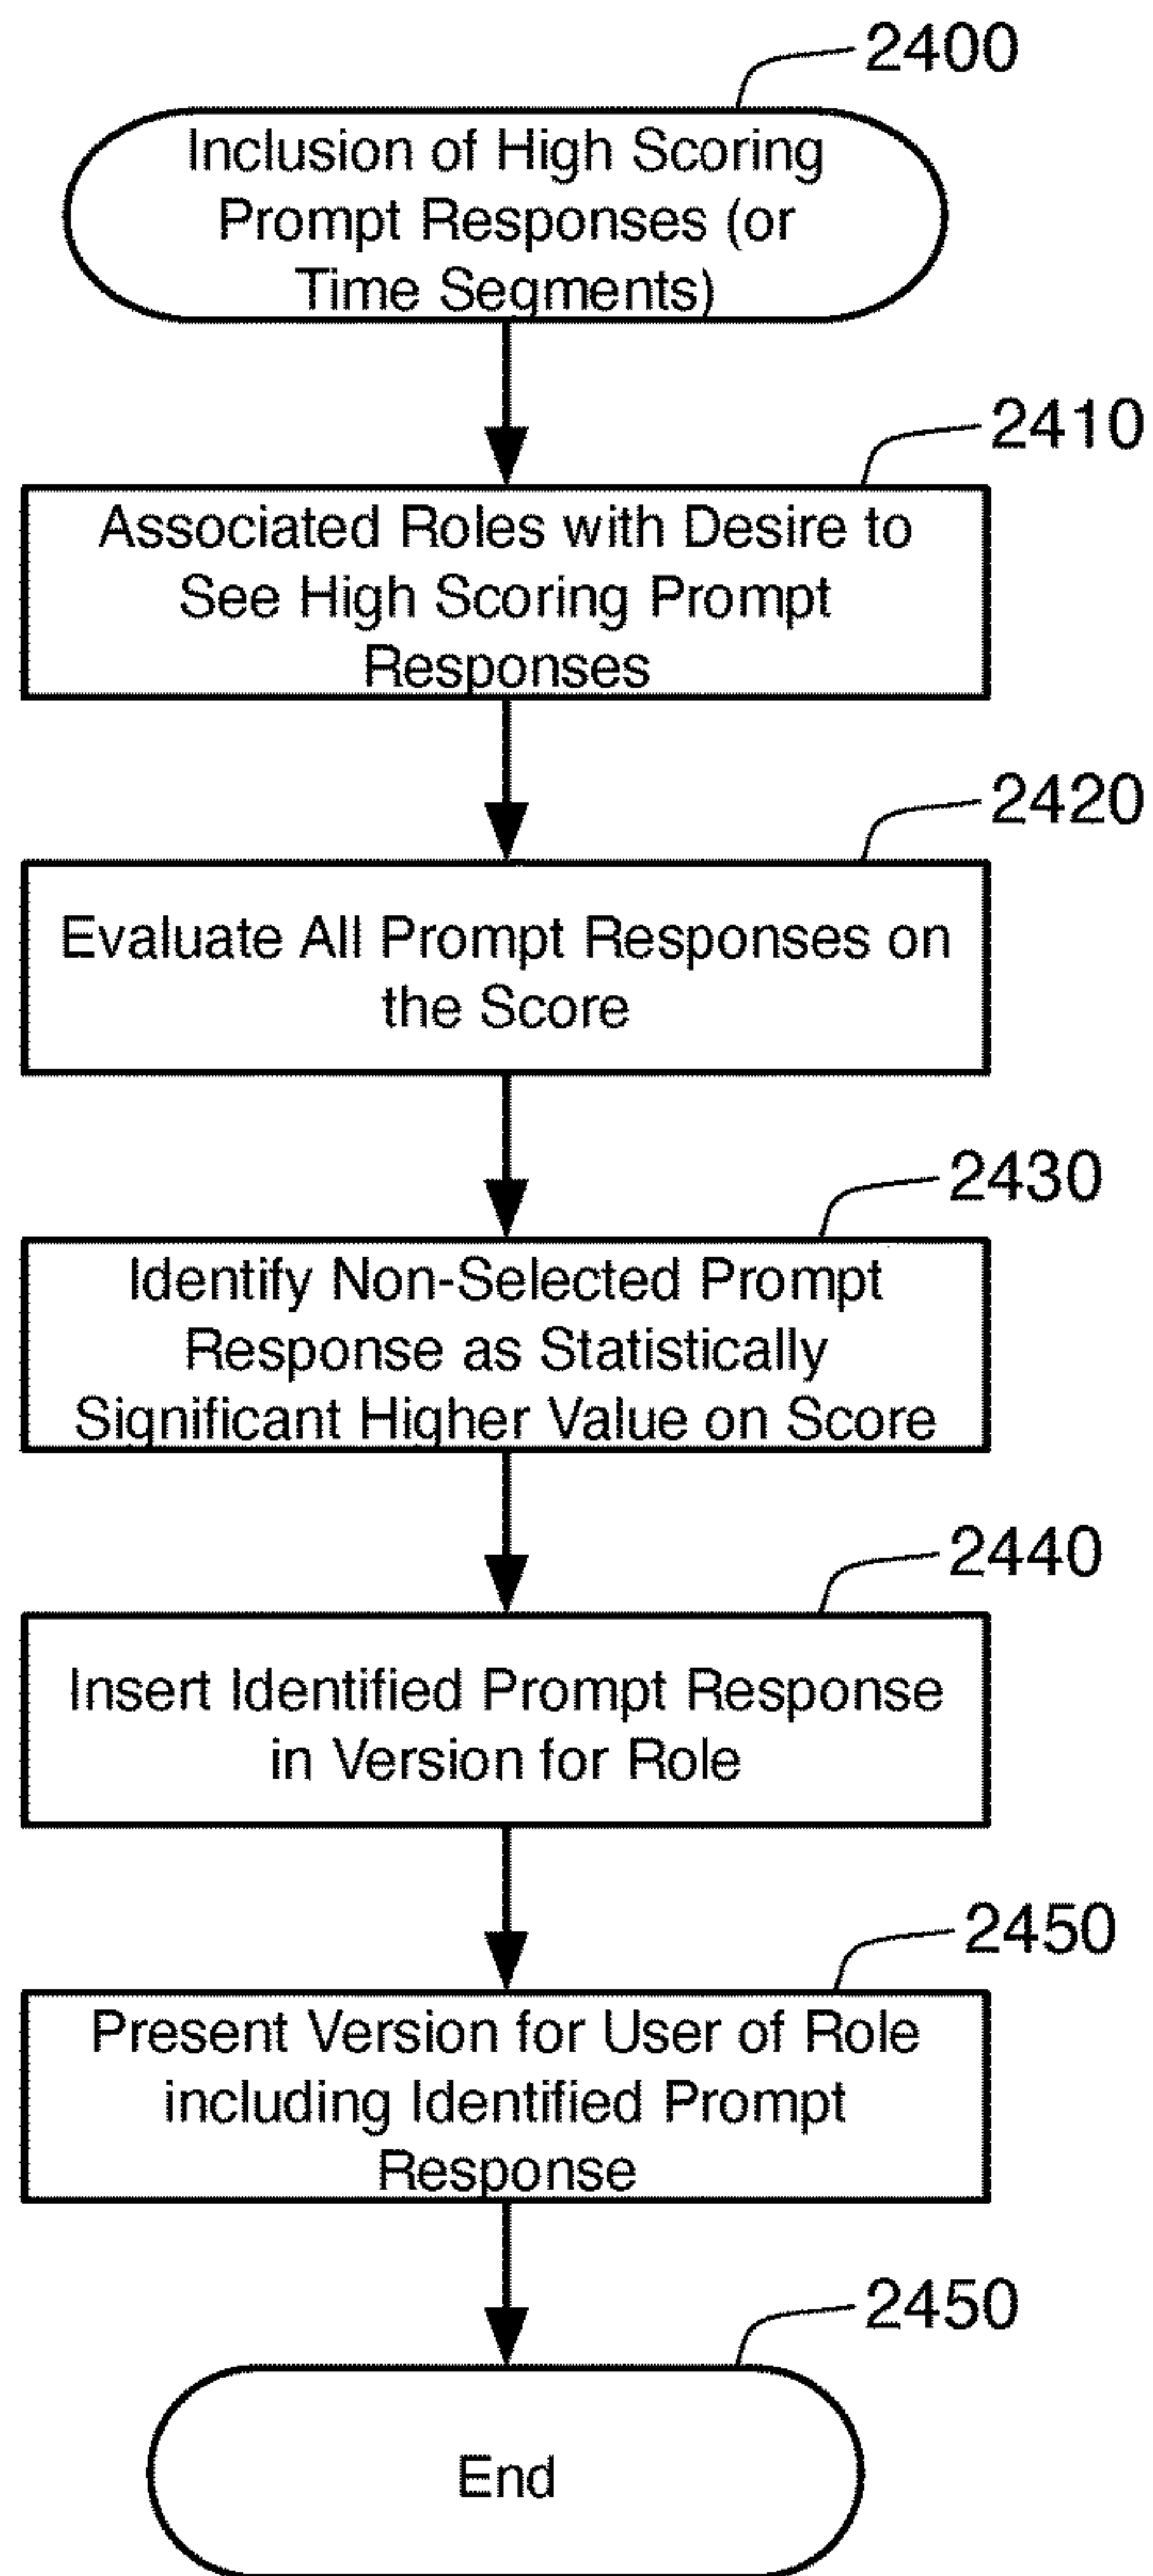 2400
Inclusion of High Scoring
Prompt Responses (or
Time Segments)
2410
Associated Roles with Desire to
See High Scoring Prompt
Responses
2420
Evaluate All Prompt Responses on
the Score
2430
Identify Non-Selected Prompt
Response as Statistically
Significant Higher Value on Score
2440
Insert Identified Prompt Response
in Version for Role
2450
Present Version for User of Role
including Identified Prompt
Response
2450
End